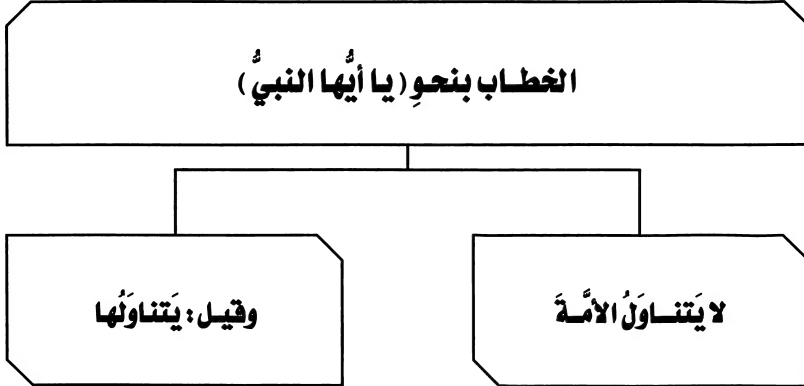 الخطاب بنحوِ (يا أيُّها النبيُّ)
لا يَتناوَلُ الأمَّةَ
وقيل: يَتناوَلُها